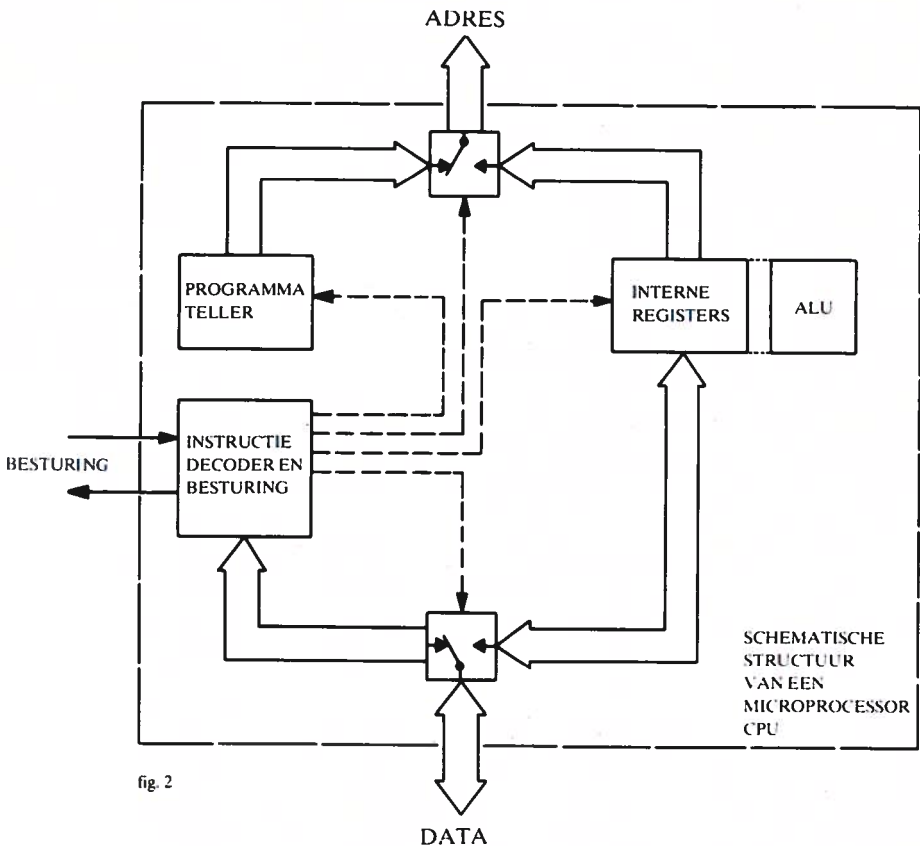 ADRES
PROGRAMMA
TELLER
INTERNE
REGISTERS
ALU
BESTURING
INSTRUCTIE
DECODER EN
BESTURING
SCHEMATISCHE
STRUCTUUR
VAN EEN
MICROPROCESSOR
CPU
fig. 2
DATA